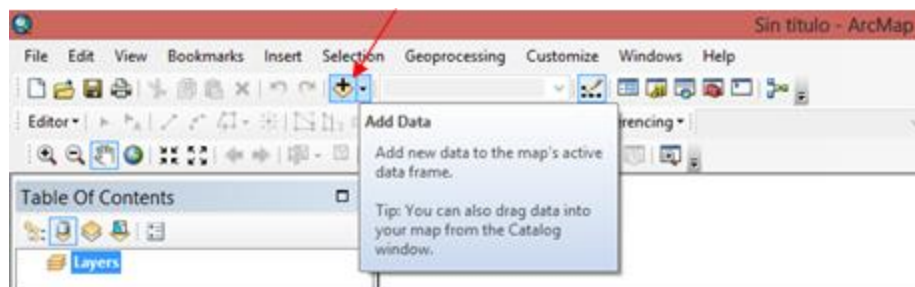 Sin título - ArcMap
File Edit View Bookmarks Insert Selection Geoprocessing Customize Windows Help
Editor
Add Data
rencing
Add new data to the map's active
data frame.
Tip: You can also drag data into
your map from the Catalog
window.
Table Of Contents
Layers